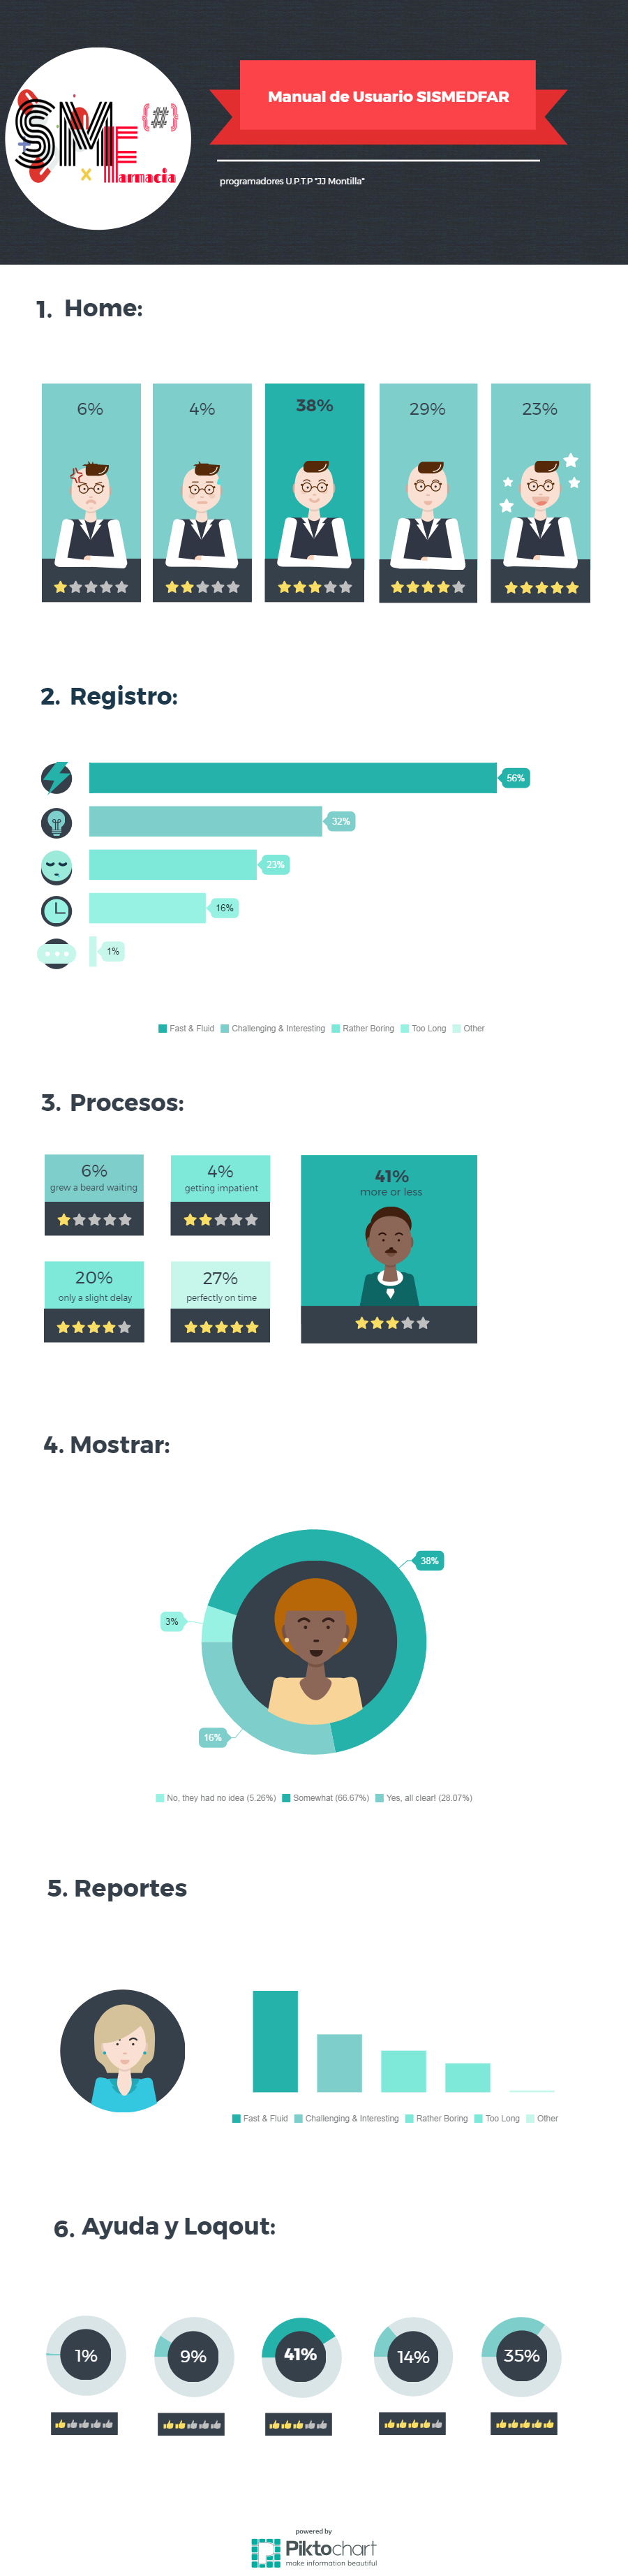 SM
{#}
Farmacia
Manual de Usuario SISMEDFAR
programadores U.P.T.P "JJ Montilla"
1. Home:
6%
4%
38%
29%
23%
2. Registro:
56%
32%
23%
16%
1%
Fast & Fluid Challenging & Interesting Rather Boring Too Long Other
3. Procesos:
6%
grew a beard waiting
4%
getting impatient
41%
more or less
20%
only a slight delay
27%
perfectly on time
4. Mostrar:
38%
3%
16%
No, they had no idea (5.26%) Somewhat (66.67%) Yes, all clear! (28.07%)
5. Reportes
Fast & Fluid Challenging & Interesting Rather Boring Too Long Other
6. Ayuda y Loqout:
1%
9%
41%
14%
35%
powered by
Piktochart
make information beautiful